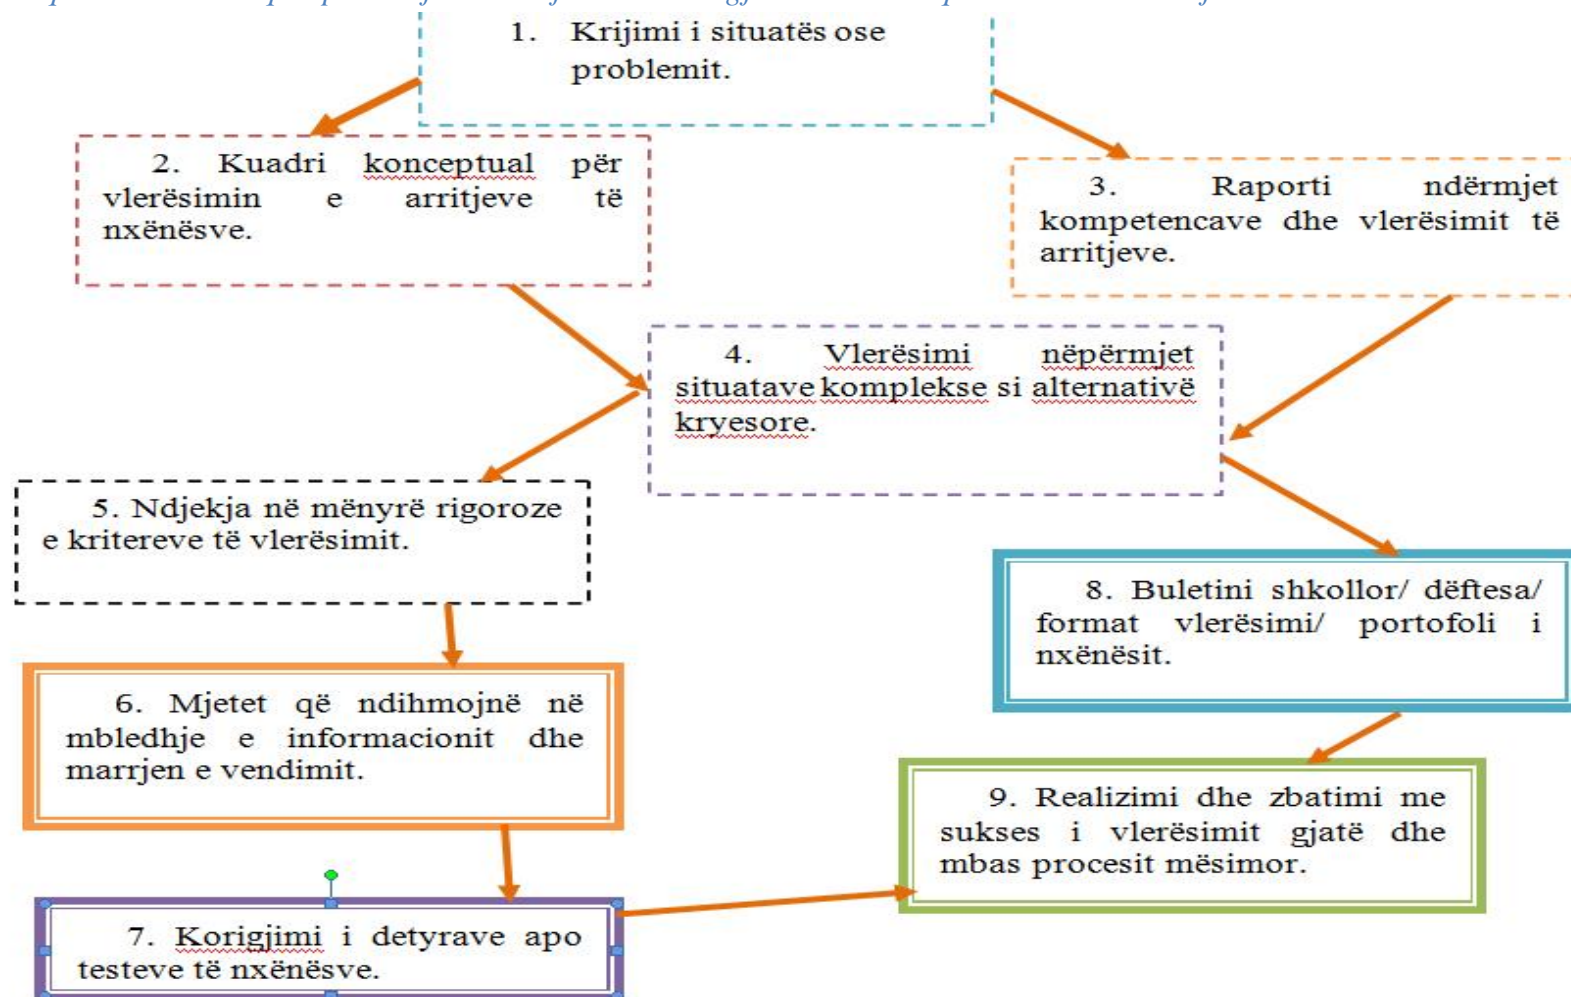 1. Krijimi i situatës ose
problemit.
2. Kuadri konceptual për
vlerësimin e arritjeve të
nxënësve.
3. Raporti ndërmjet
kompetencave dhe vlerësimit të
arritjeve.
4. Vlerësimi nëpërmjet
situatave komplekse si alternativë
kryesore.
5. Ndjekja në mënyrë rigoroze
e kritereve të vlerësimit.
6. Mjetet që ndihmojnë në
mbledhje e informacionit dhe
marrjen e vendimit.
7. Korigjimi i detyrave apo
testeve të nxënësve.
8. Buletini shkollor/ dëftesa/
format vlerësimi/ portofoli i
nxënësit.
9. Realizimi dhe zbatimi me
sukses i vlerësimit gjatë dhe
mbas procesit mësimor.